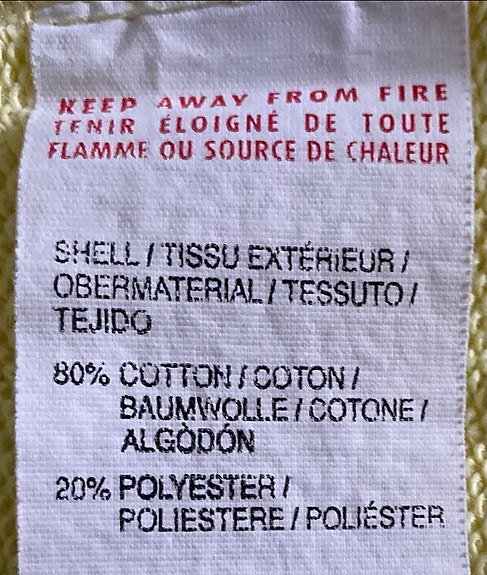 KEEP AWAY FROM FIRE
TENIR ÉLOIGNÉ DE TOUTE
FLAMME OU SOURCE DE CHALEUR
SHELL / TISSU EXTÉRIEUR /
OBERMATERIAL / TESSUTO /
TEJIDO
80% COTTON / COTON /
BAUMWOLLE / COTONE /
ALGÒDÓN
20% POLYESTER /
POLIESTERE / POLIÉSTER